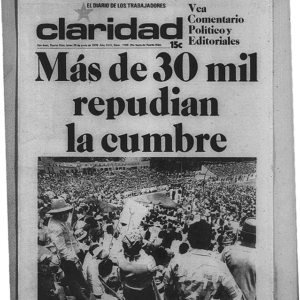 EL DIARIO DE LOS TRABAJADORES
claridad
15¢
Vea
Comentario
Político y
Editoriales
Más de 30 mil
repudian
la cumbre